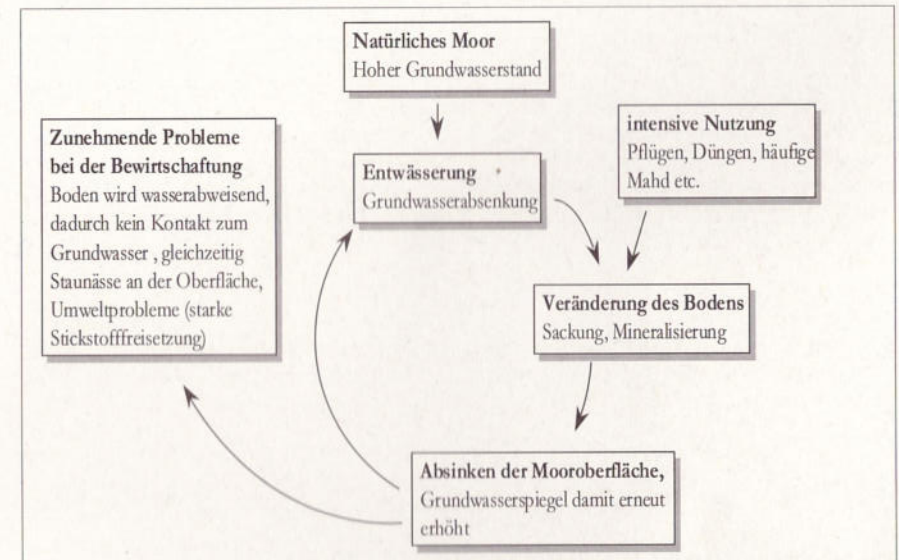 Natürliches Moor
Hoher Grundwasserstand
Zunehmende Probleme
bei der Bewirtschaftung
Boden wird wasserabweisend,
dadurch kein Kontakt zum
Grundwasser , gleichzeitig
Staunässe an der Oberfläche,
Umweltprobleme (starke
Stickstofffreisetzung)
Entwässerung
Grundwasserabsenkung
intensive Nutzung
Pflügen, Düngen, häufige
Mahd etc.
Veränderung des Bodens
Sackung, Mineralisierung
Absinken der Mooroberfläche,
Grundwasserspiegel damit erneut
erhöht